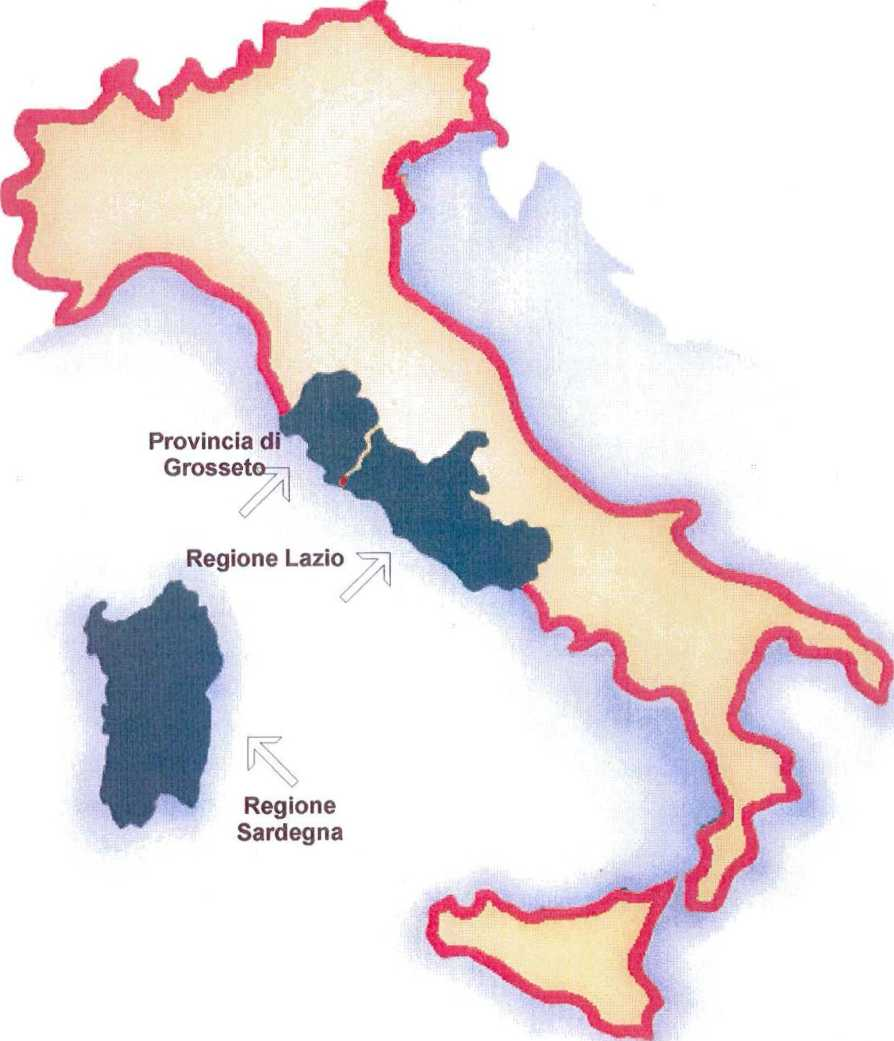 Provincia di
Grosseto
Regione Lazio
Regione
Sardegna